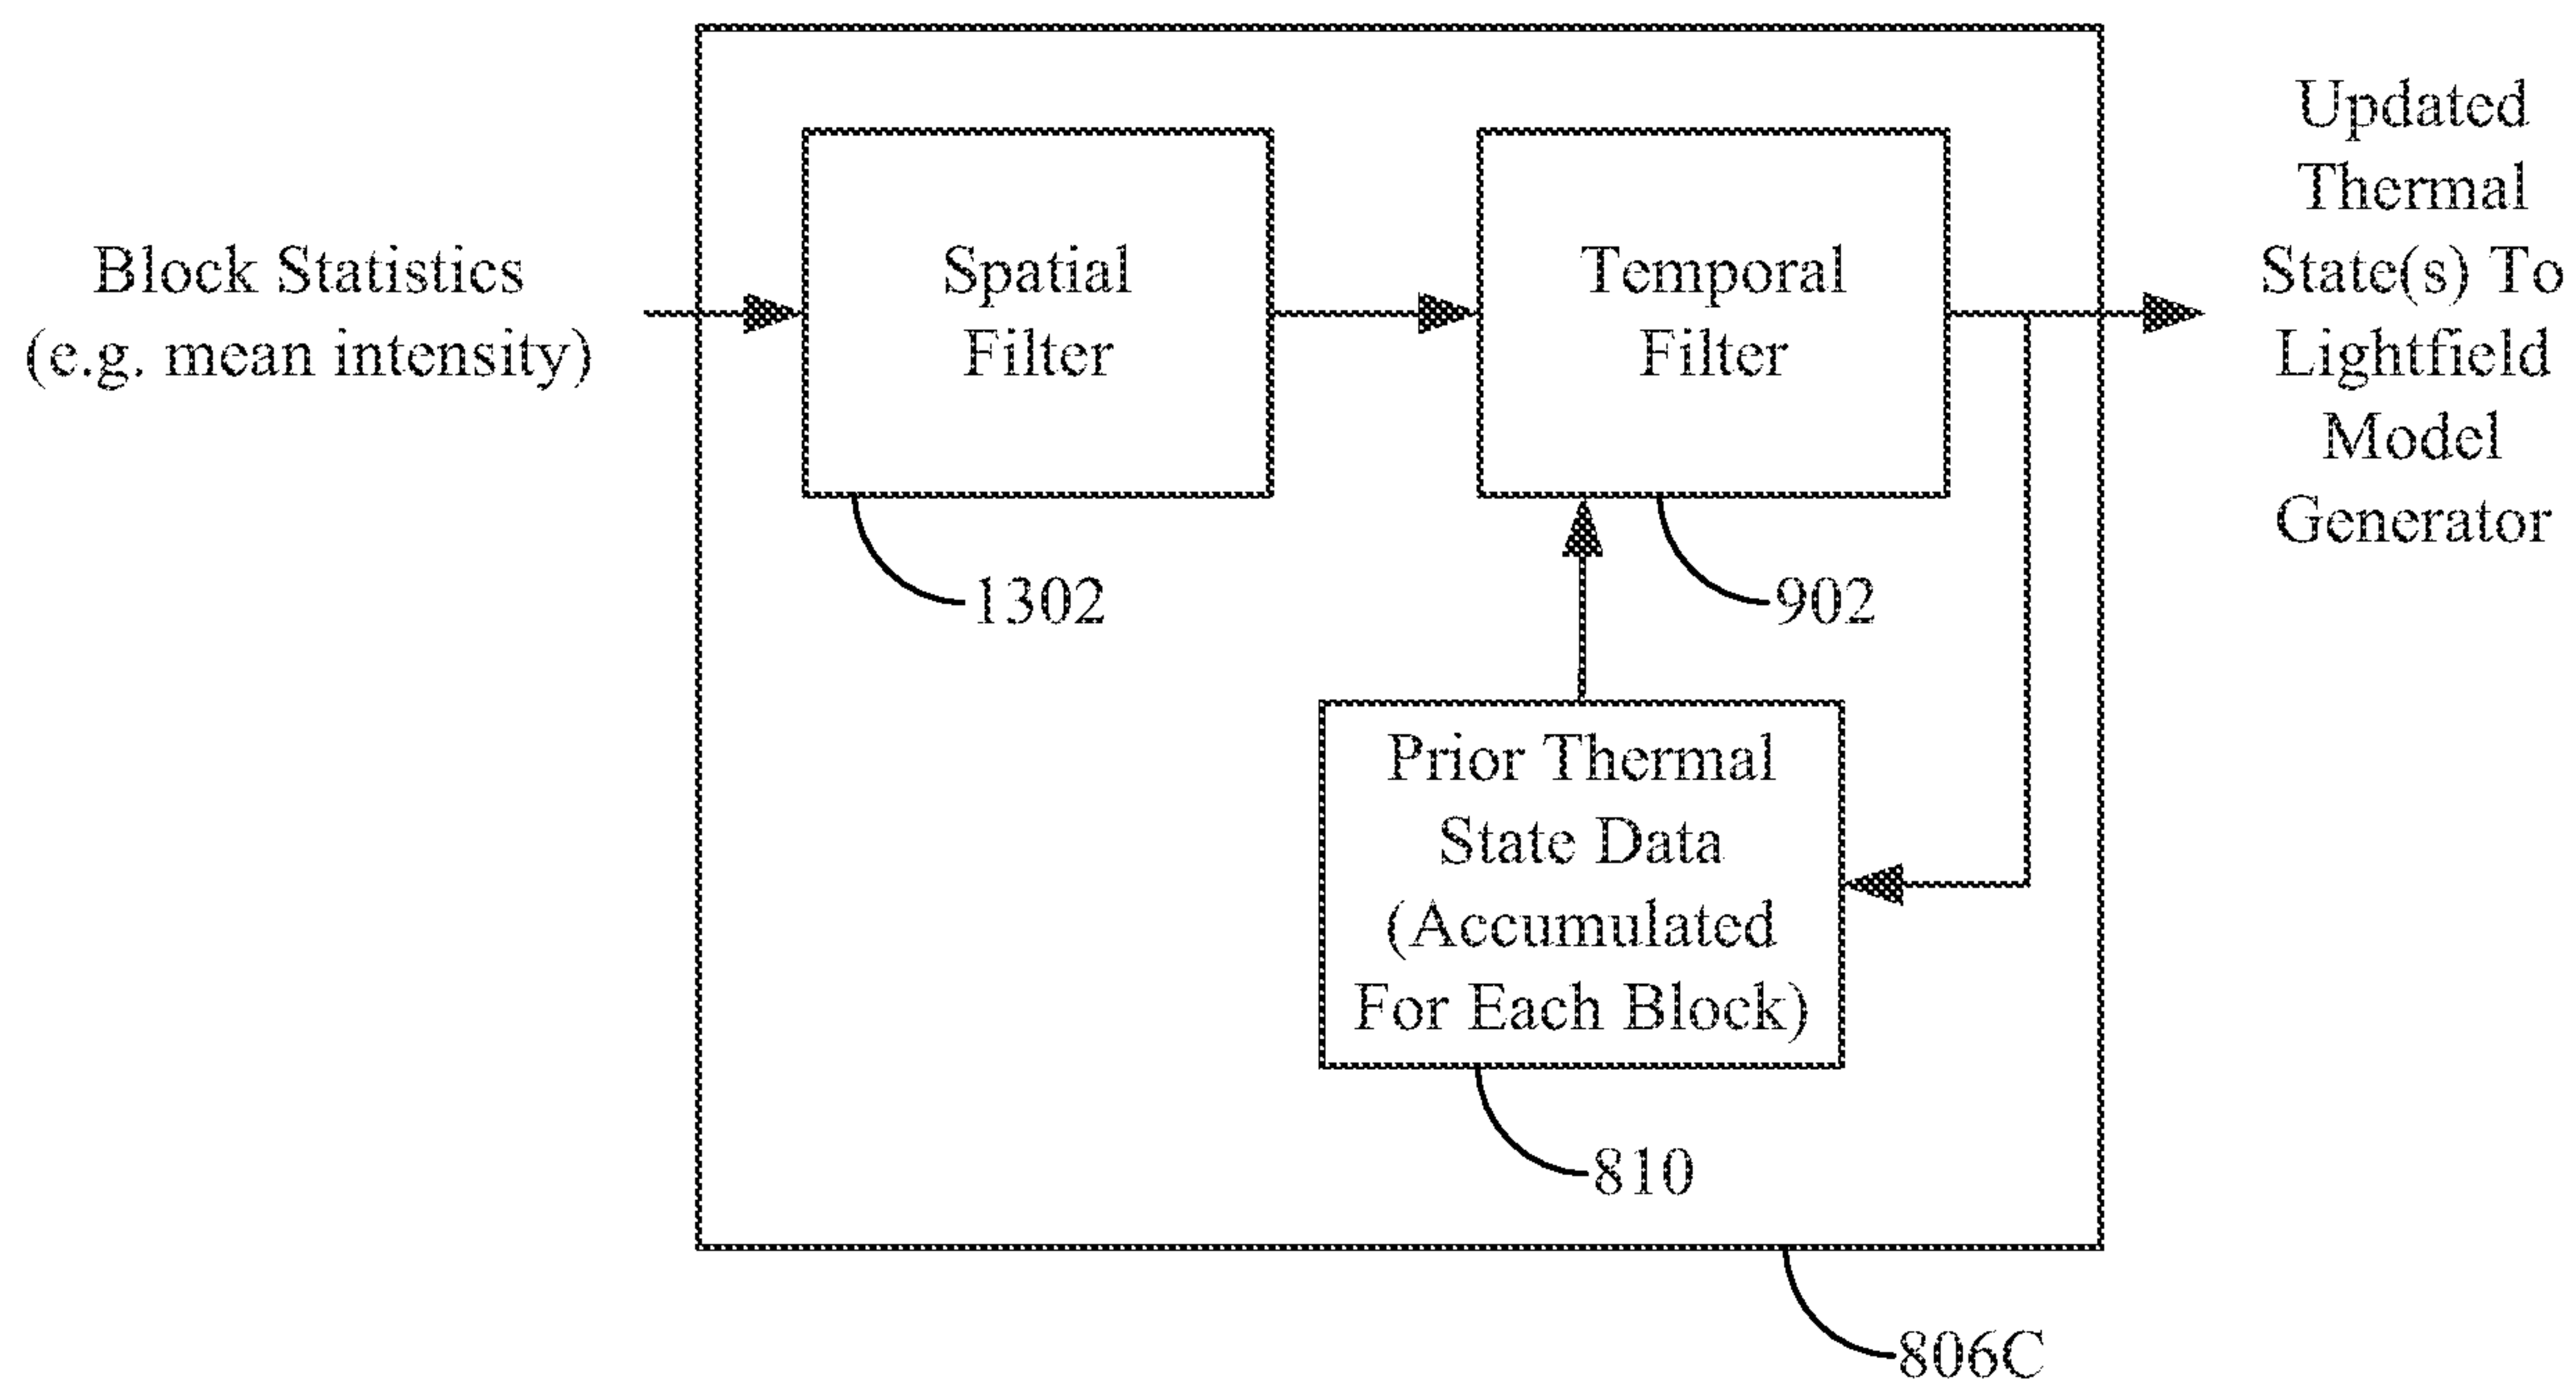 Block Statistics
(e.g. mean intensity)
Spatial
Filter
1302
Temporal
Filter
902
Prior Thermal
State Data
(Accumulated
For Each Block)
810
806C
Updated
Thermal
State(s) To
Lightfield
Model
Generator